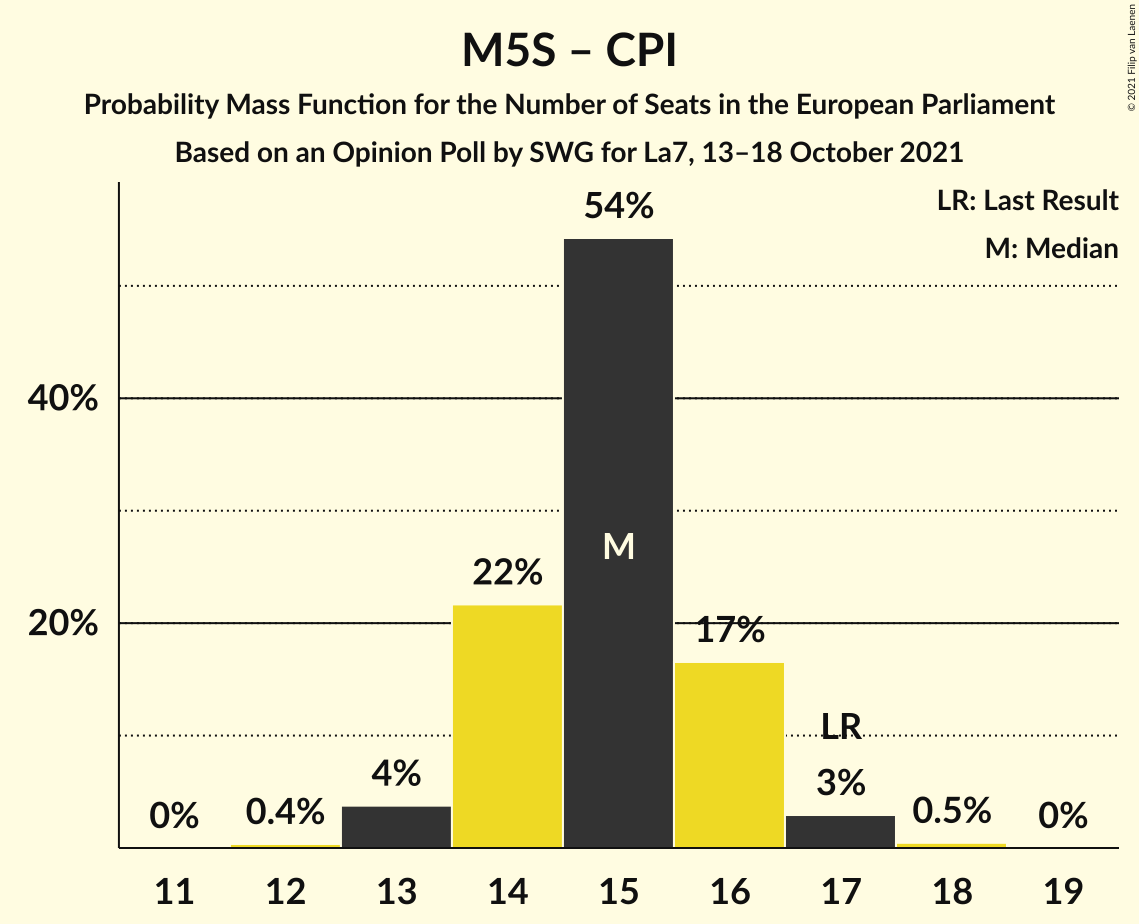 M5S – CPI
Probability Mass Function for the Number of Seats in the European Parliament
Based on an Opinion Poll by SWG for La7, 13–18 October 2021
© 2021 Filip van Laenen
LR: Last Result
M: Median
54%
40%
M
22%
20%
17%
LR
4%
3%
0%
0.4%
0.5%
0%
11 12 13 14 15 16 17 18 19